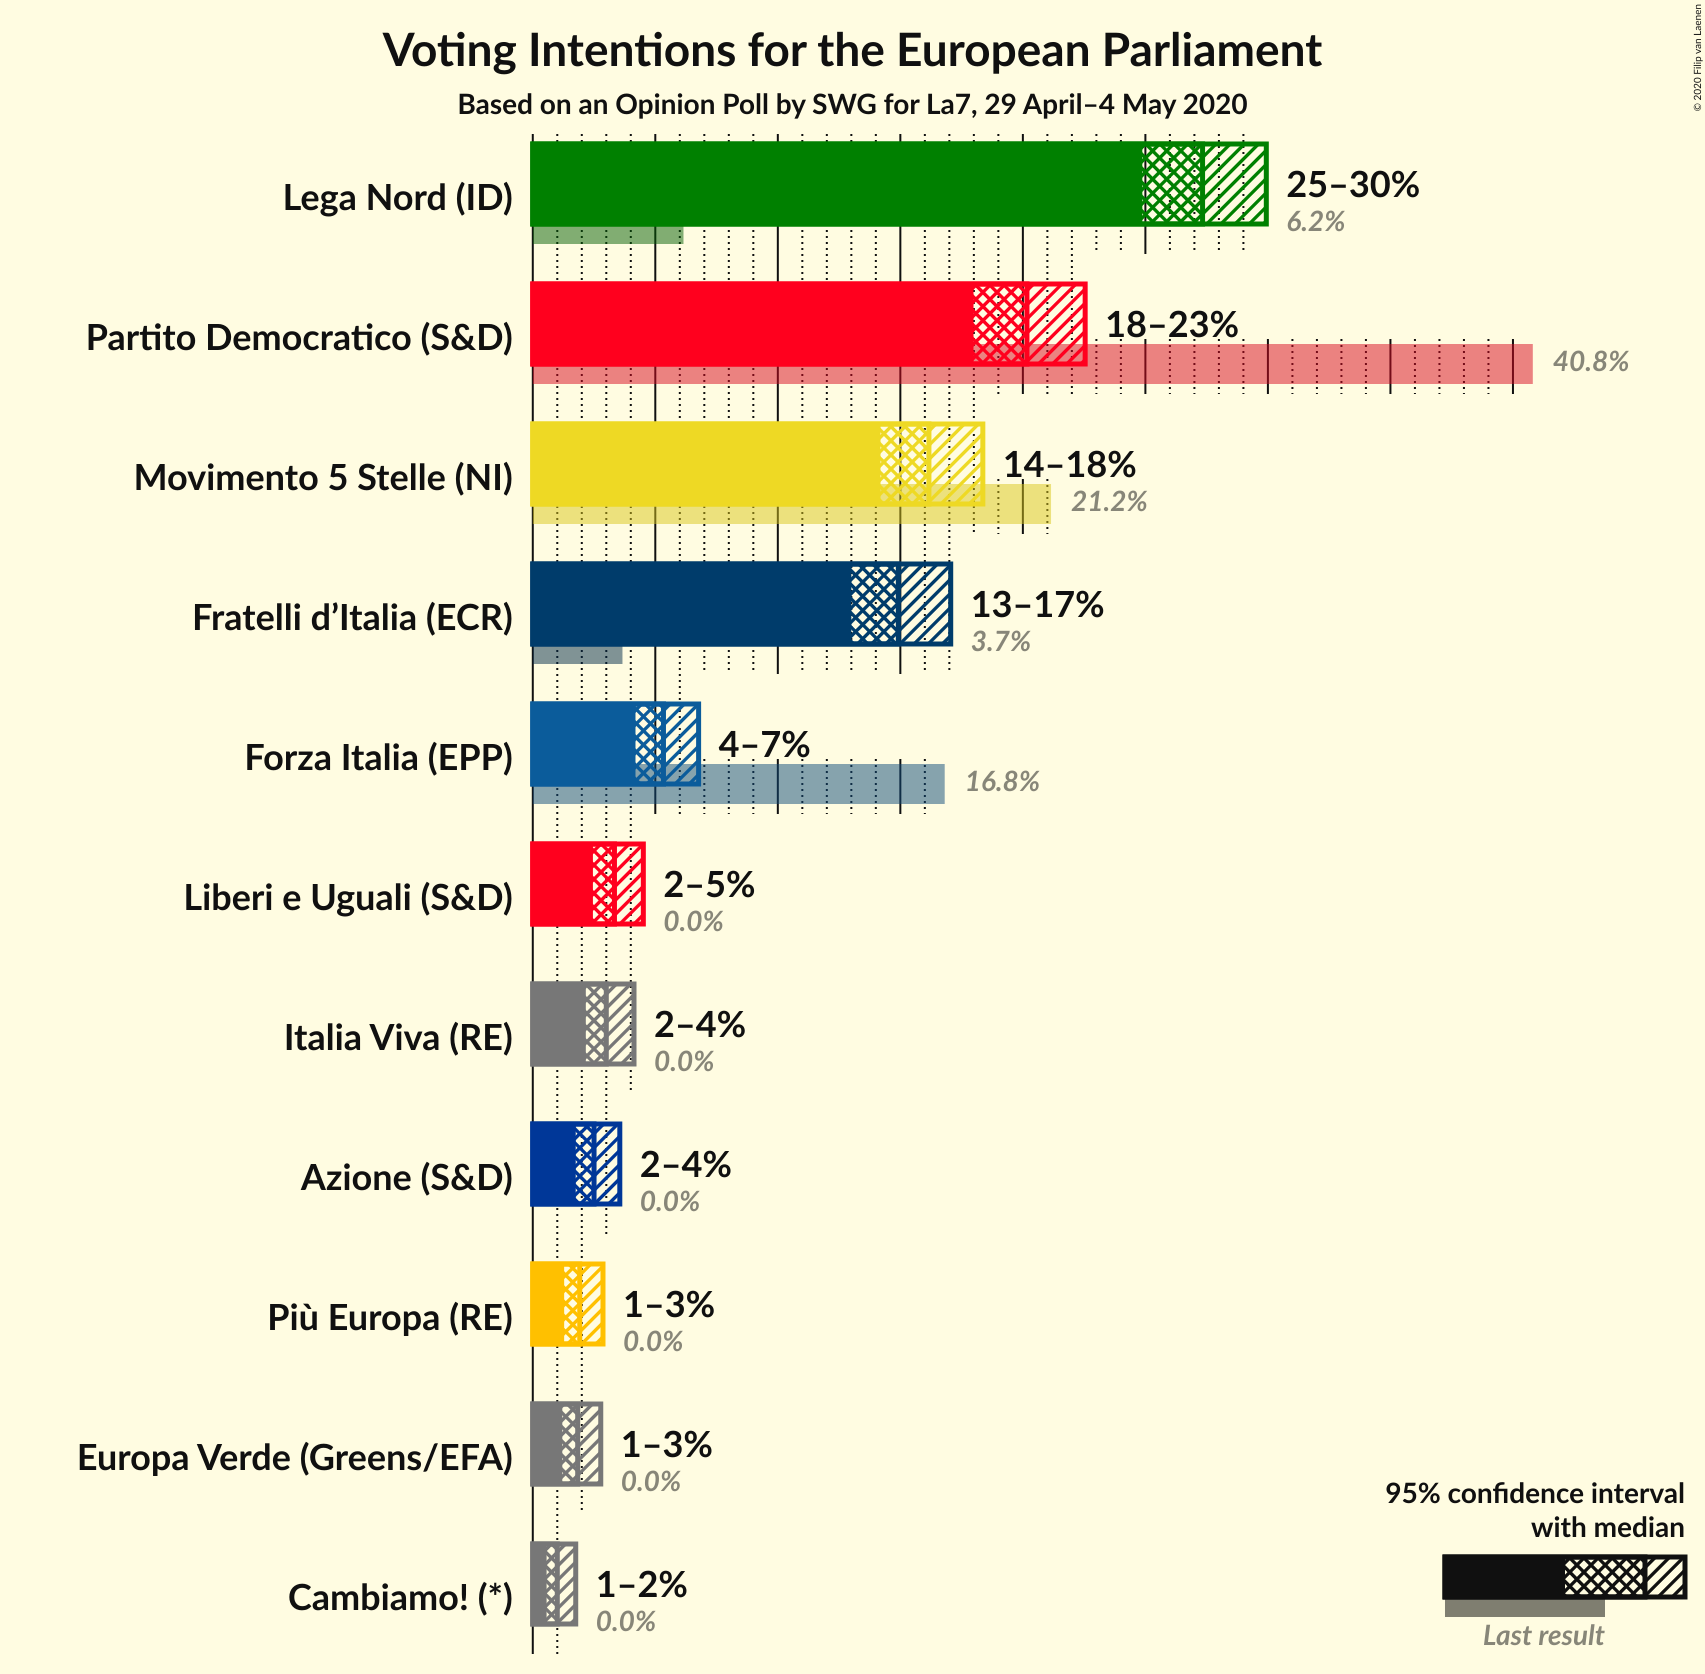 Voting Intentions for the European Parliament
Based on an Opinion Poll by SWG for La7, 29 April–4 May 2020
© 2020 Filip van Laenen
Lega Nord (ID)
25–30%
6.2%
Partito Democratico (S&D)
18–23%
40.8%
Movimento 5 Stelle (NI)
14–18%
21.2%
Fratelli d’Italia (ECR)
13–17%
3.7%
Forza Italia (EPP)
4–7%
16.8%
Liberi e Uguali (S&D)
2–5%
0.0%
Italia Viva (RE)
2–4%
0.0%
Azione (S&D)
2–4%
0.0%
Più Europa (RE)
1–3%
0.0%
Europa Verde (Greens/EFA)
1–3%
0.0%
Cambiamo! (*)
1–2%
0.0%
95% confidence interval
with median
Last result